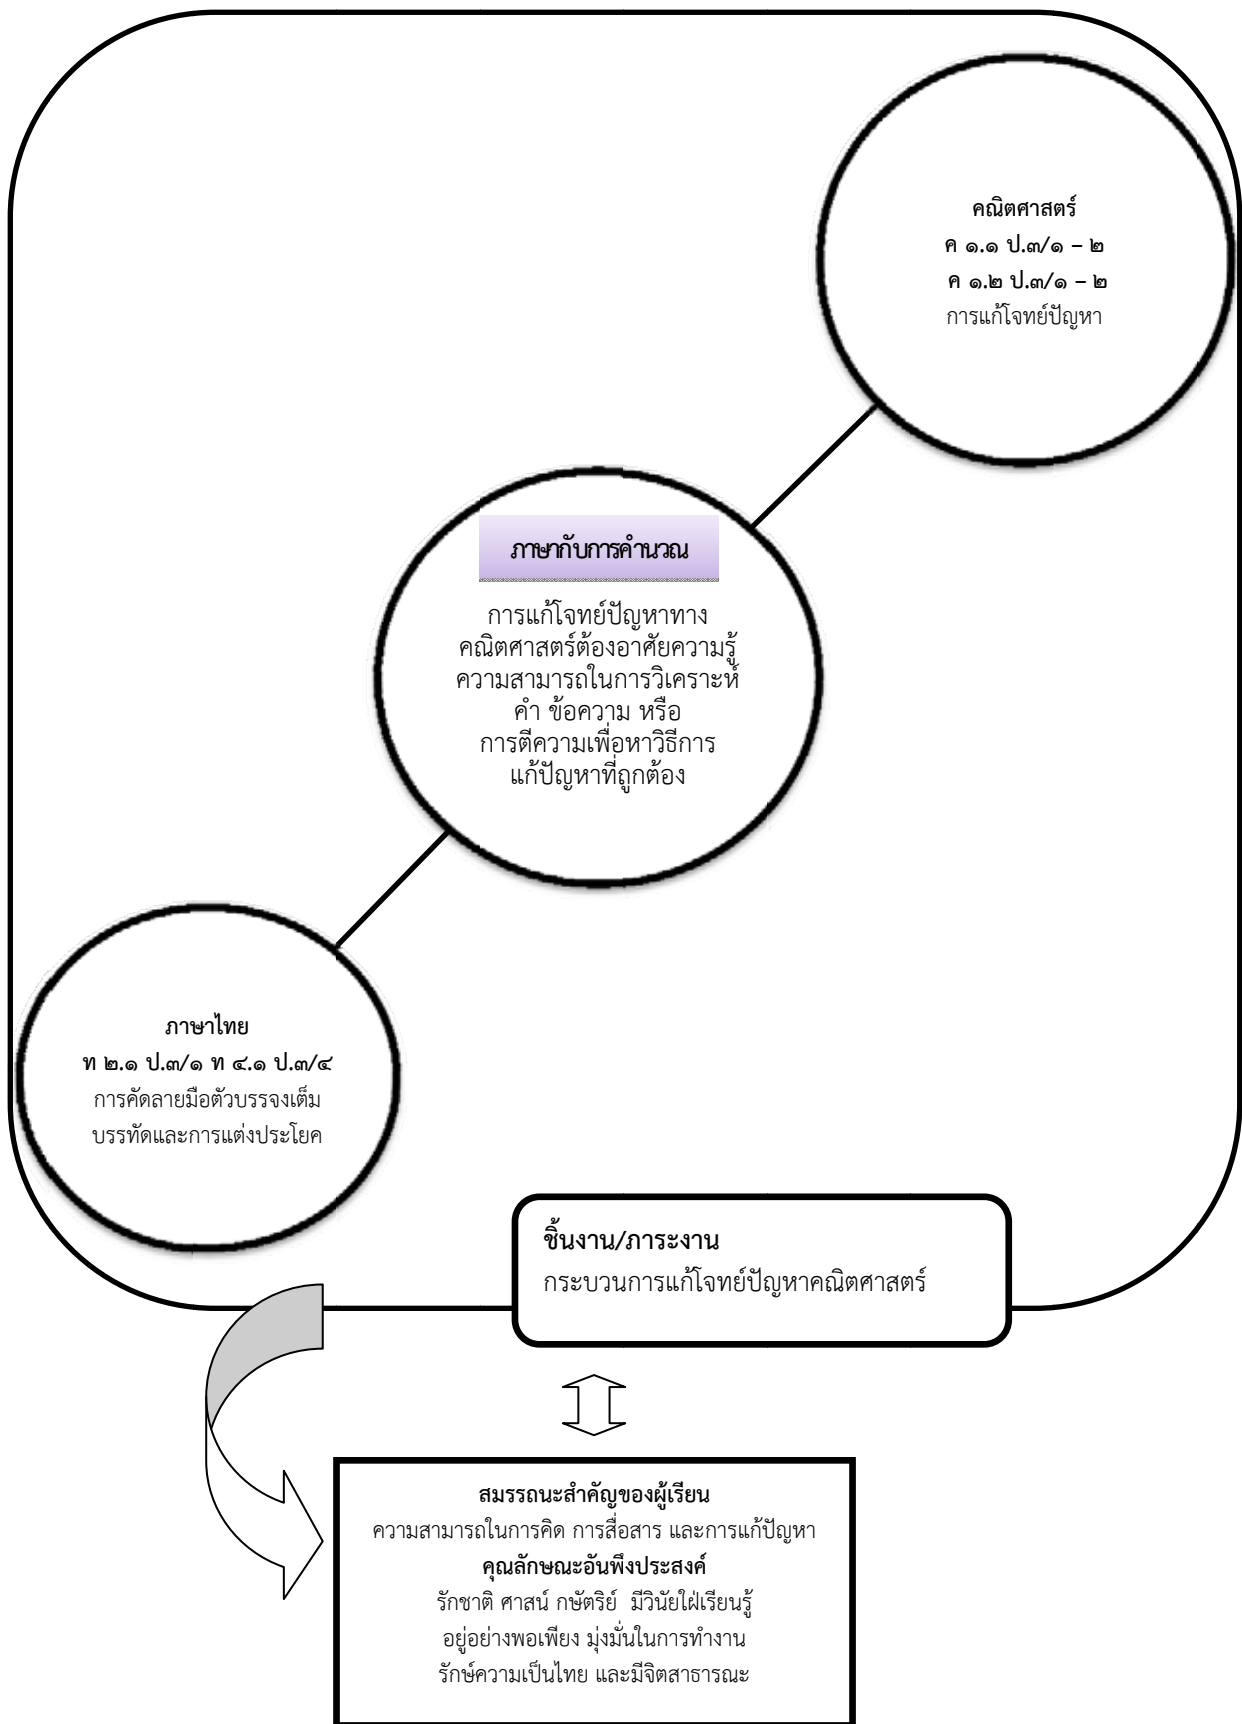 คณิตศาสตร์
ค ๑.๑ ป.๓/๑ – ๒
ค ๑.๒ ป.๓/๑ – ๒
การแก้โจทย์ปัญหา
ภาษากับการคำนวณ
การแก้โจทย์ปัญหาทาง
คณิตศาสตร์ต้องอาศัยความรู้
ความสามารถในการวิเคราะห์
คำ ข้อความ หรือ
การตีความเพื่อหาวิธีการ
แก้ปัญหาที่ถูกต้อง
ภาษาไทย
ท ๒.๑ ป.๓/๑ ท ๔.๑ ป.๓/๔
การคัดลายมือตัวบรรจงเต็ม
บรรทัดและการแต่งประโยค
ชิ้นงาน/ภาระงาน
กระบวนการแก้โจทย์ปัญหาคณิตศาสตร์
สมรรถนะสำคัญของผู้เรียน
ความสามารถในการคิด การสื่อสาร และการแก้ปัญหา
คุณลักษณะอันพึงประสงค์
รักชาติ ศาสน์ กษัตริย์  มีวินัยใฝ่เรียนรู้
อยู่อย่างพอเพียง มุ่งมั่นในการทำงาน
รักษ์ความเป็นไทย และมีจิตสาธารณะ